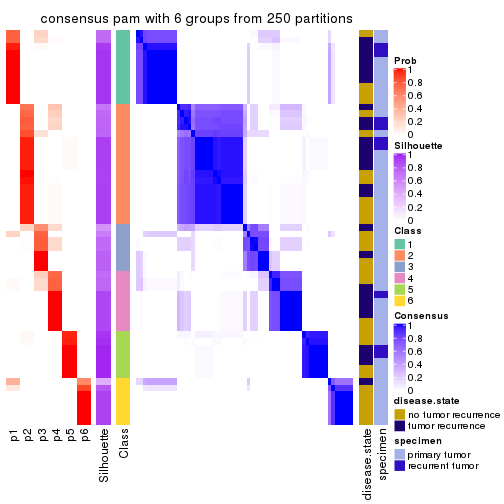 consensus pam with 6 groups from 250 partitions
Prob
1
0.8
0.6
0.4
0.2
0
Silhouette
1
0.8
0.6
0.4
0.2
0
Class
1
2
3
4
5
6
Consensus
1
0.8
0.6
0.4
0.2
0
disease.state
no tumor recurrence
tumor recurrence
specimen
primary tumor
recurrent tumor
p1
p2
p3
p4
p5
p6
Silhouette
Class
disease.state
specimen